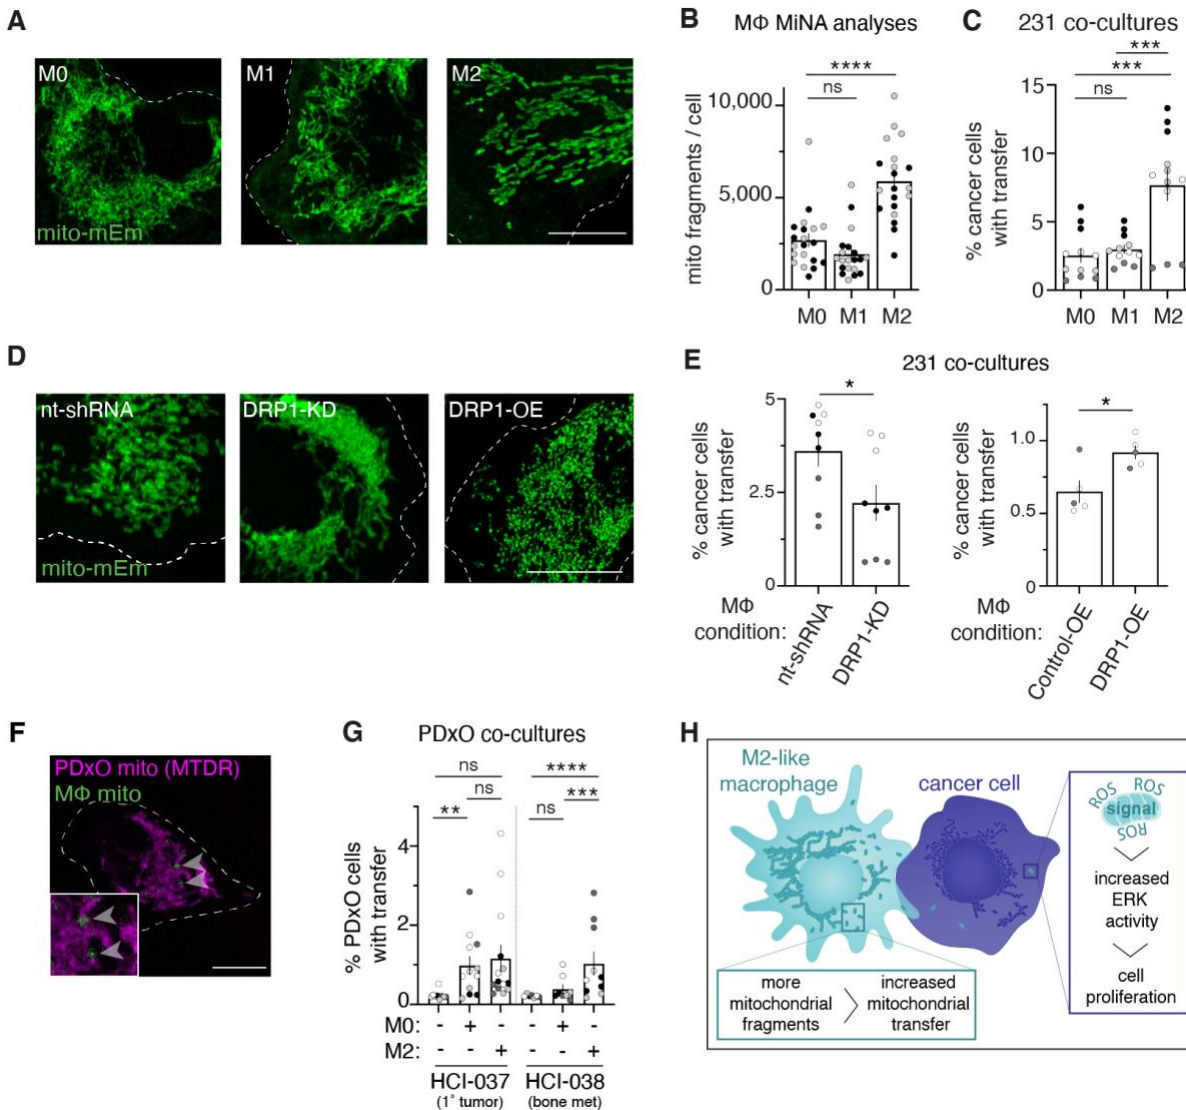 A
M0
M1
M2
mito-mEm
B
MΦ MiNA analyses
****
ns
10,000
5,000
0
mito fragments / cell
M0 M1 M2
C
231 co-cultures
***
***
ns
15
10
5
0
% cancer cells
with transfer
M0 M1 M2
D
nt-shRNA
DRP1-KD
DRP1-OE
mito-mEm
E
231 co-cultures
*
5
2.5
0
% cancer cells
with transfer
MΦ
condition:
nt-shRNA
DRP1-KD
*
1.0
0.5
0
% cancer cells
with transfer
MΦ
condition:
Control-OE
DRP1-OE
F
PDxO mito (MTDR)
MΦ mito
G
PDxO co-cultures
ns
ns
**
****
***
ns
4
2
0
% PDxO cells
with transfer
M0: - + - - + -
M2: - - + - - +
HCI-037
(1° tumor)
HCI-038
(bone met)
H
M2-like
macrophage
cancer cell
more
mitochondrial
fragments
increased
mitochondrial
transfer
ROS
ROS
signal
ROS
increased
ERK
activity
cell
proliferation